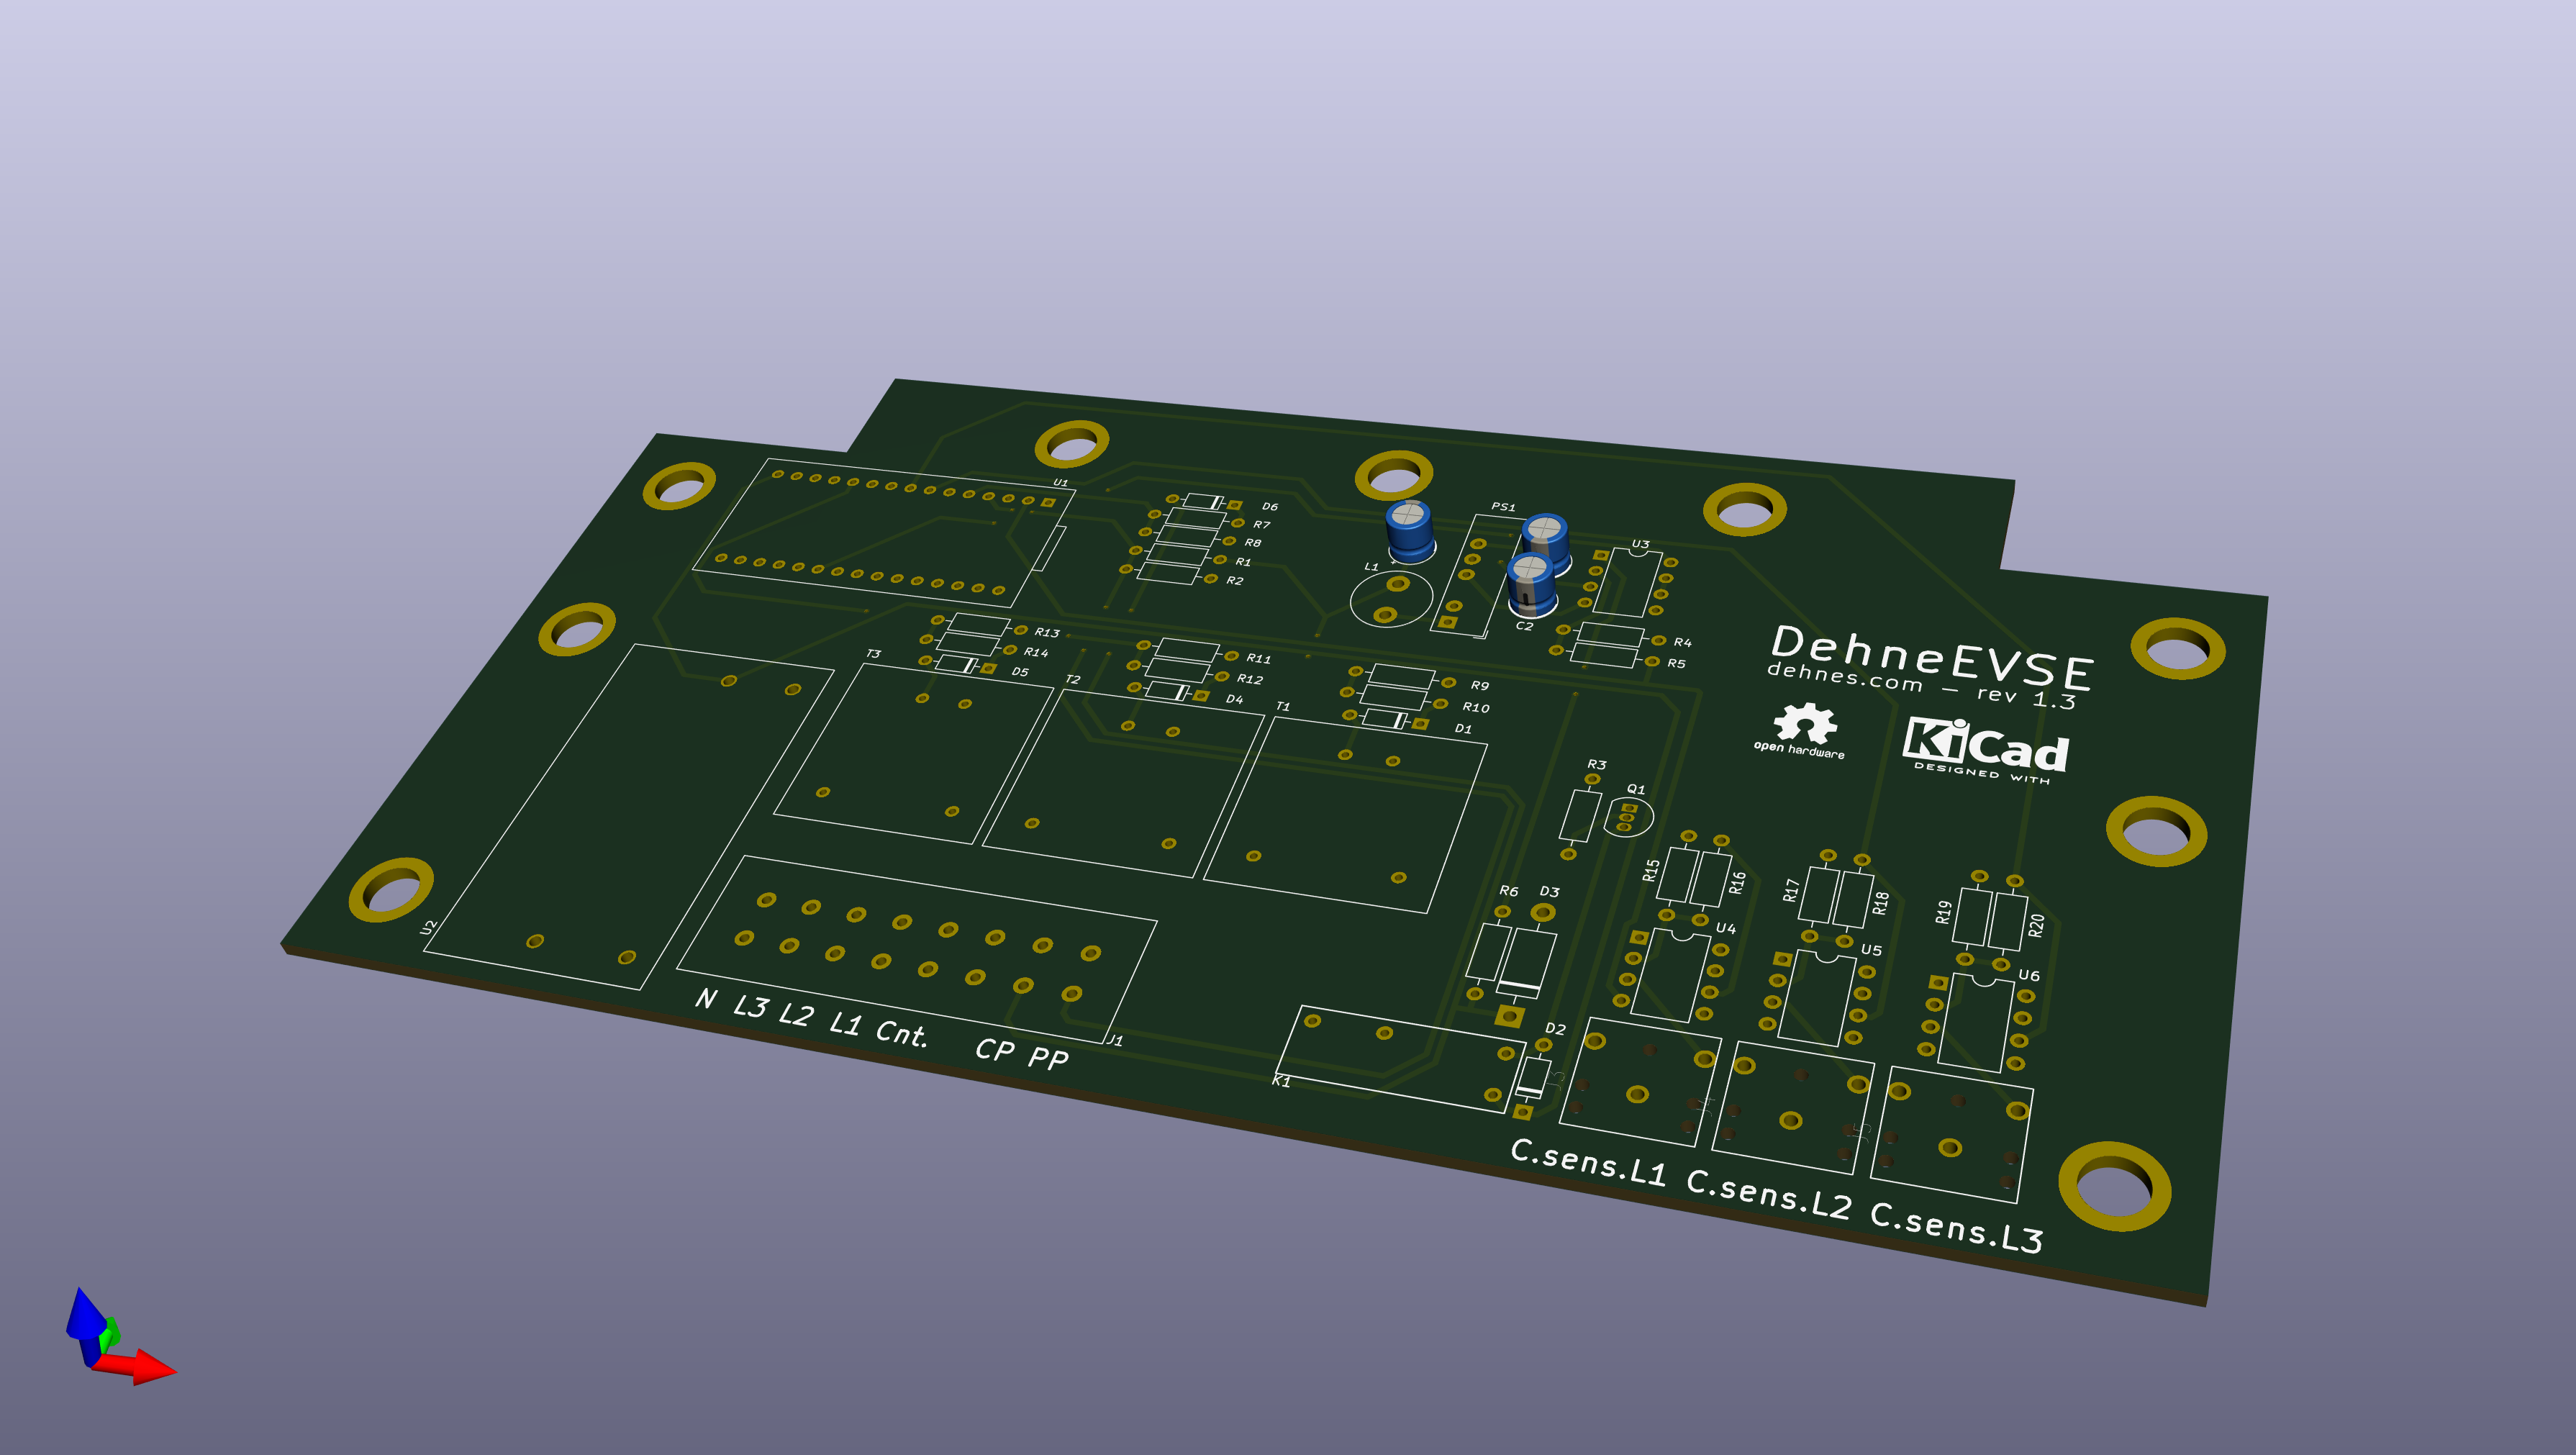 U1
D6
R7
R8
R1
R2
PS1
L1
+
C2
U3
R4
R5
R13
R14
D5
T3
R11
R12
D4
T2
R9
R10
D1
T1
DehneEVSE
dehnes.com — rev 1.3
open hardware
KiCad
DESIGNED WITH
R3
Q1
R15
R16
R17
R18
R19
R20
R6
D3
U4
U5
U6
U2
J1
N L3 L2 L1 Cnt. CP PP
K1
D2
J3
J4
J5
C.sens.L1 C.sens.L2 C.sens.L3